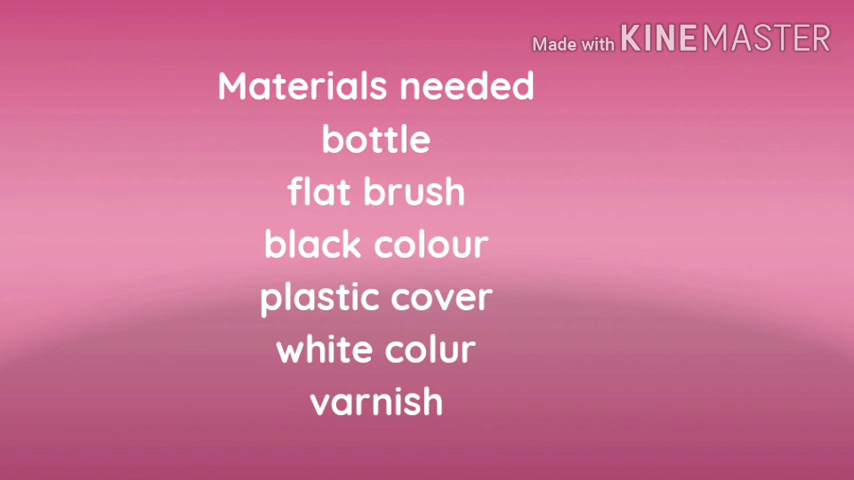 Made with KINEMASTER
Materials needed
bottle
flat brush
black colour
plastic cover
white colur
varnish